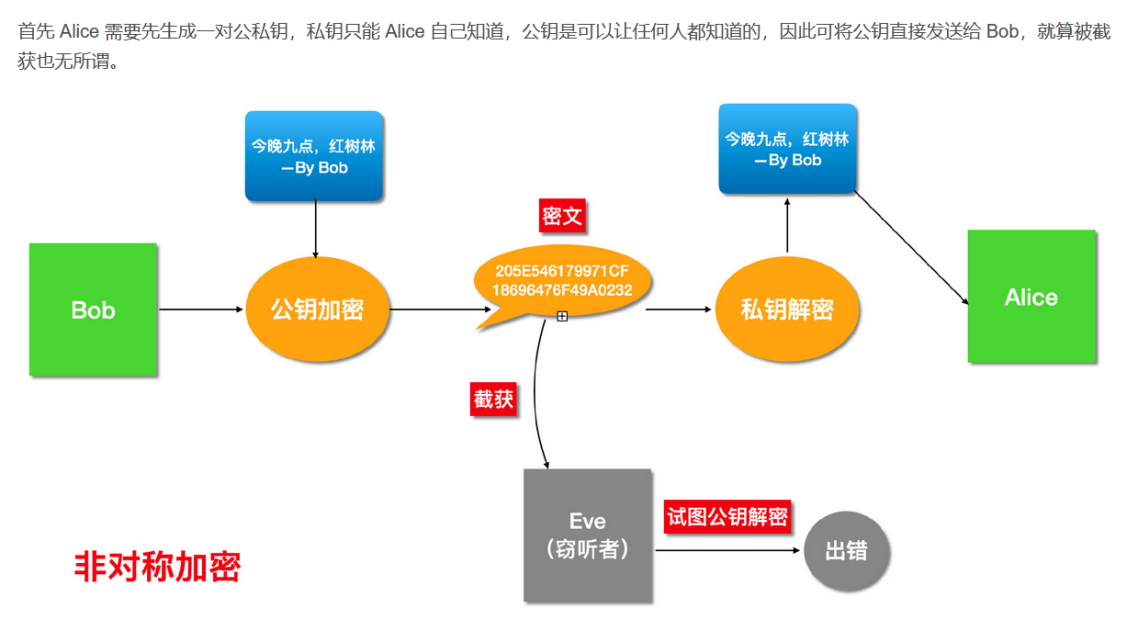 首先 Alice 需要先生成一对公私钥，私钥只能 Alice 自己知道，公钥是可以让任何人都知道的，因此可将公钥直接发送给 Bob，就算被截
获也无所谓。
今晚九点，红树林
—By Bob
今晚九点，红树林
—By Bob
密文
Bob
公钥加密
205E546179971CF
18696476F49A0232
私钥解密
Alice
截获
Eve
（窃听者）
试图公钥解密
出错
非对称加密